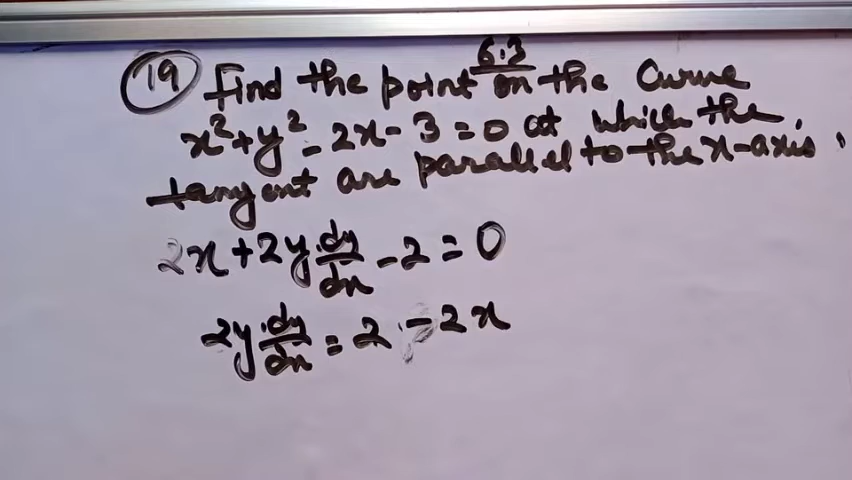 6.3
19 Find the point on the Curve
x² + y² - 2x - 3 = 0 at which the
tangent are parallel to the x-axis.
2x + 2y.dy/dx - 2 = 0
2y.dy/dx = 2 - 2x